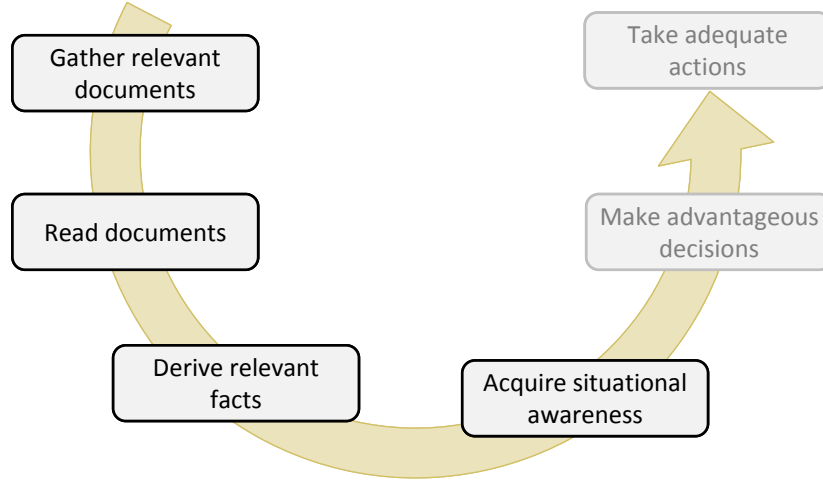 Gather relevant
documents
Read documents
Derive relevant
facts
Acquire situational
awareness
Make advantageous
decisions
Take adequate
actions